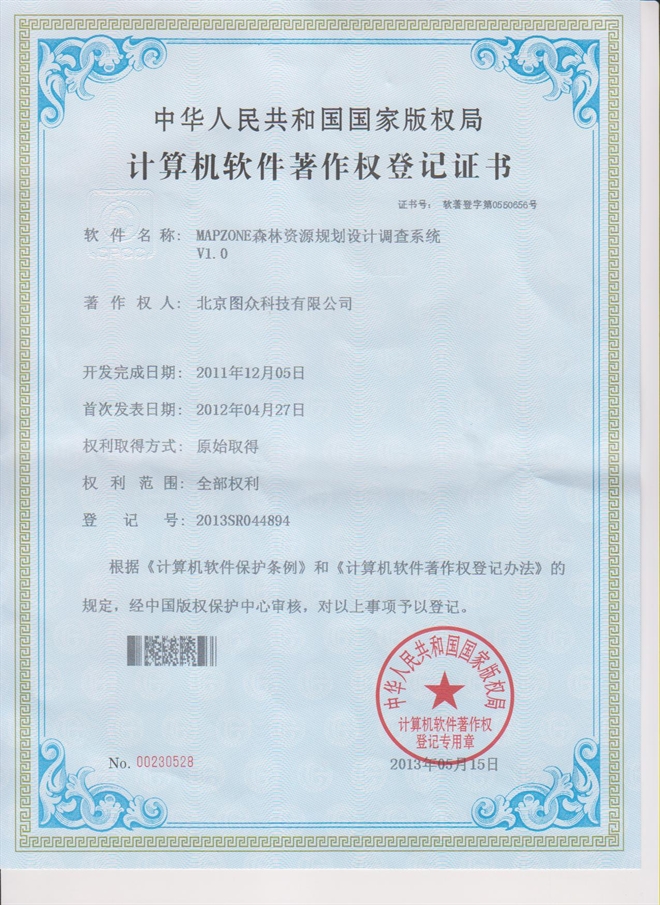 中华人民共和国国家版权局
计算机软件著作权登记证书
证书号： 软著登字第0550656号
软 件 名 称： MAPZONE森林资源规划设计调查系统
V1.0
著 作 权 人： 北京图众科技有限公司
开发完成日期： 2011年12月05日
首次发表日期： 2012年04月27日
权利取得方式： 原始取得
权 利 范 围： 全部权利
登 记 号： 2013SR044894
根据《计算机软件保护条例》和《计算机软件著作权登记办法》的
规定，经中国版权保护中心审核，对以上事项予以登记。
中华人民共和国国家版权局
计算机软件著作权
登记专用章
No. 00230528
2013年05月15日